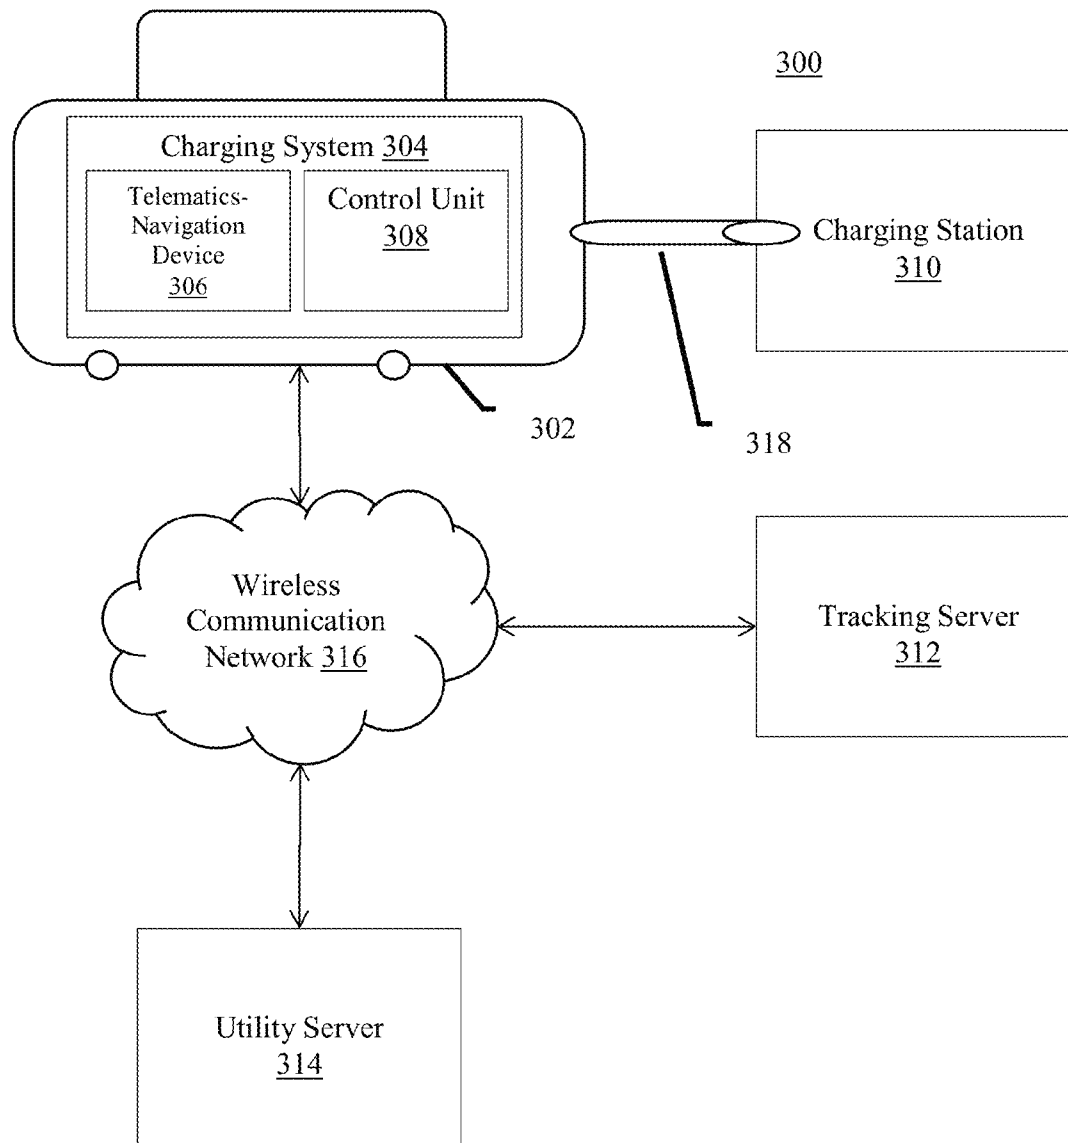 300
Charging System 304
Telematics-
Navigation
Device
306
Control Unit
308
Charging Station
310
302
318
Wireless
Communication
Network 316
Tracking Server
312
Utility Server
314